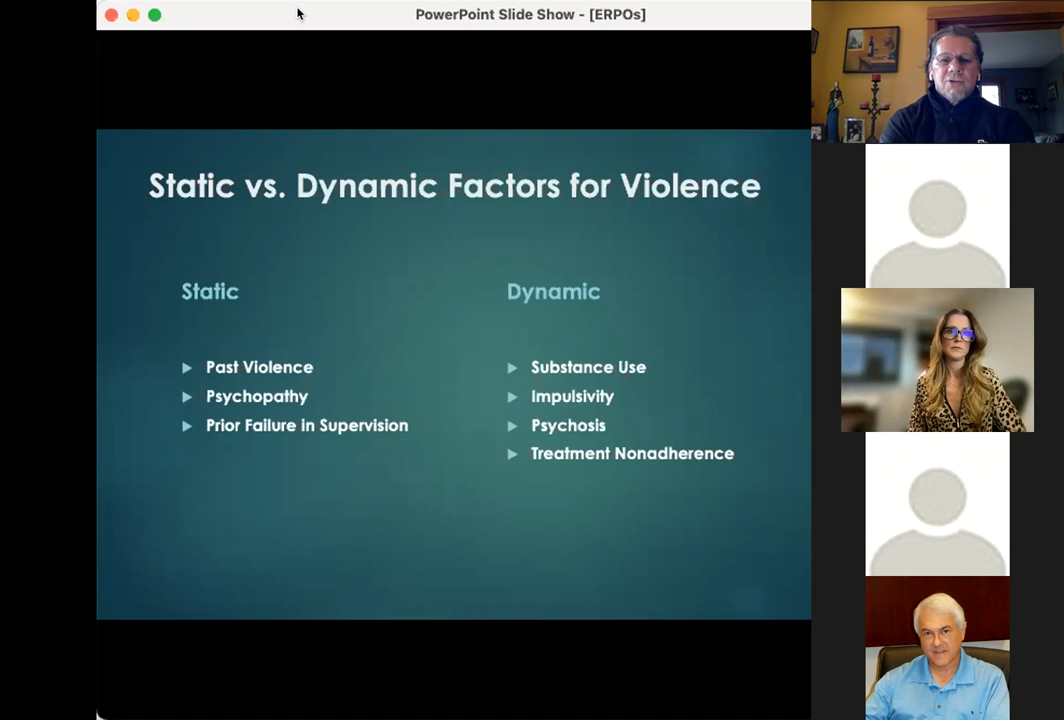 PowerPoint Slide Show - [ERPOs]
Static vs. Dynamic Factors for Violence
Static
Past Violence
Psychopathy
Prior Failure in Supervision
Dynamic
Substance Use
Impulsivity
Psychosis
Treatment Nonadherence